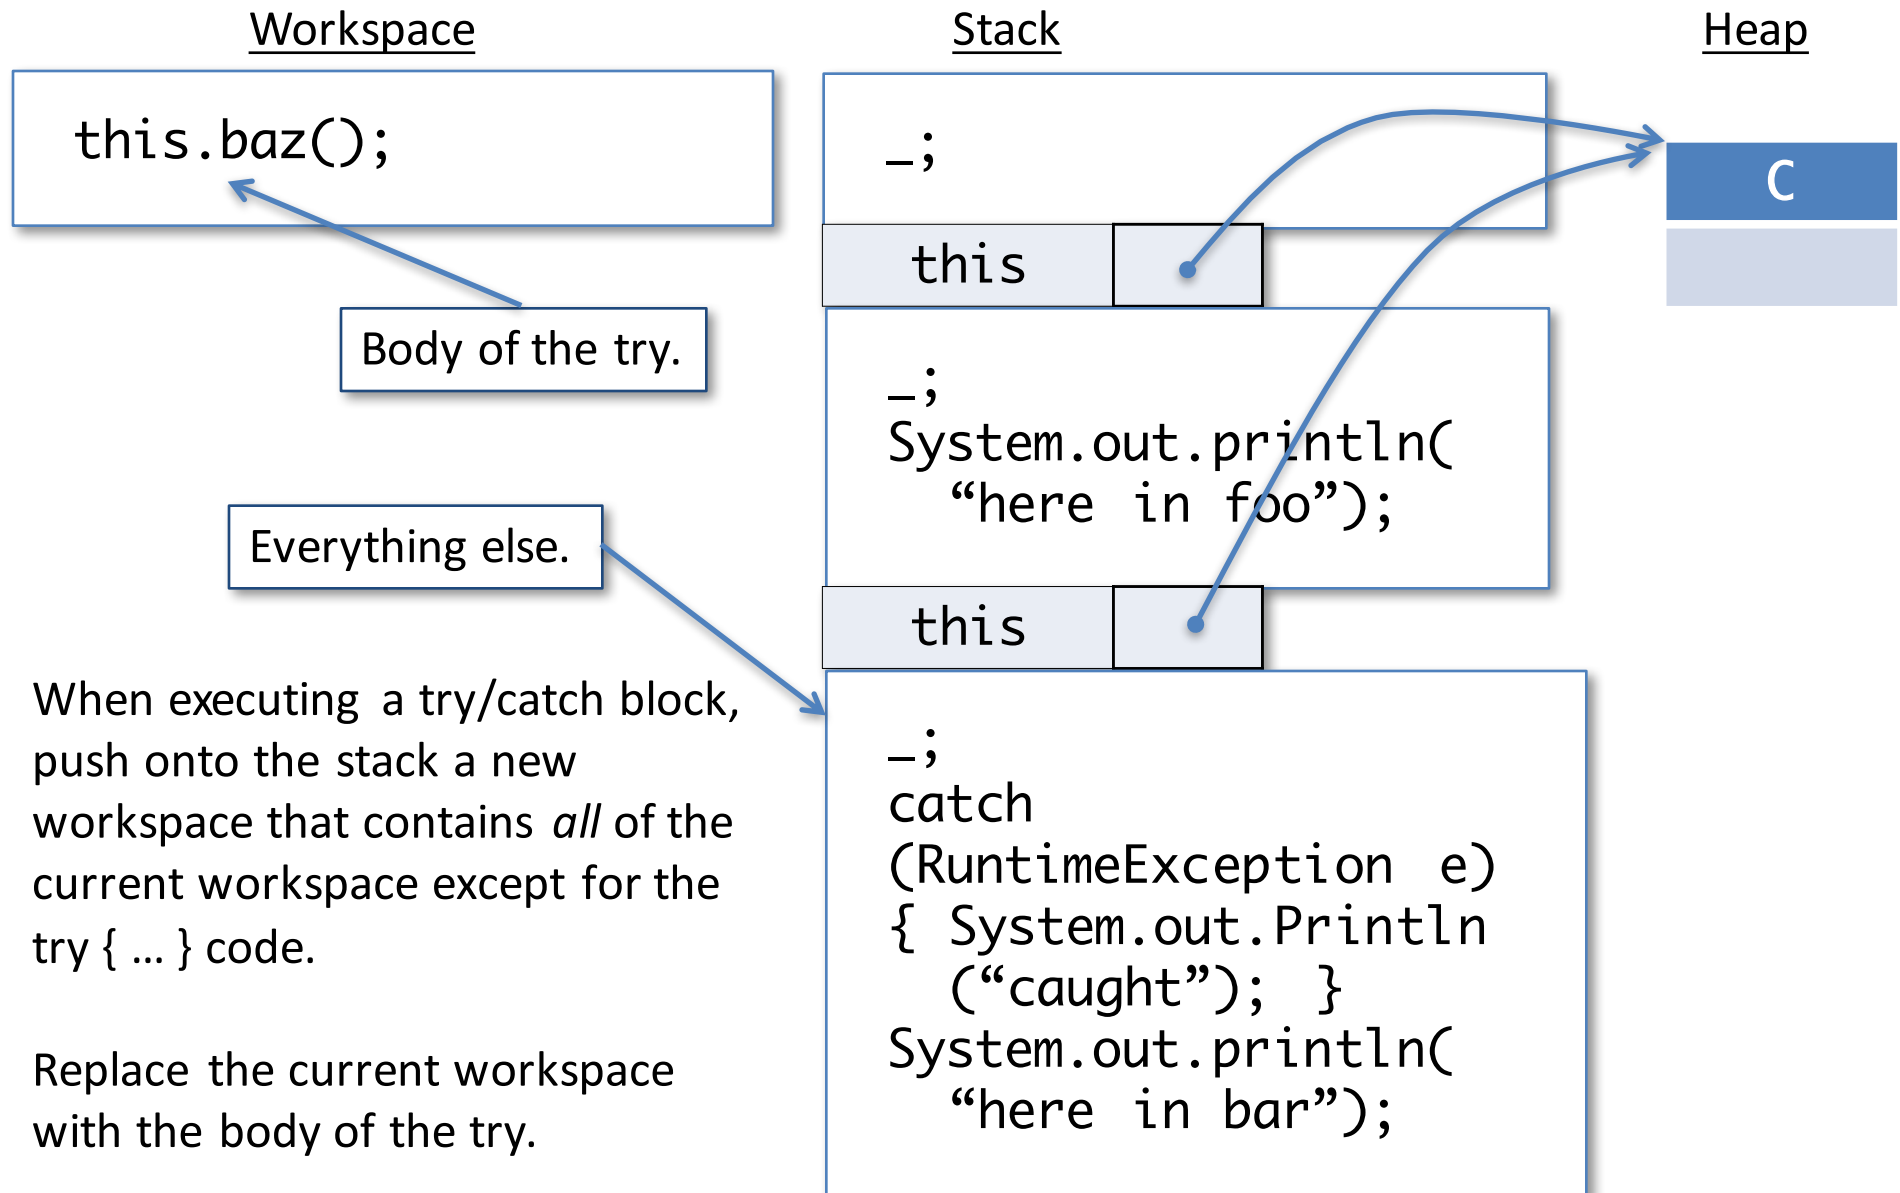 Workspace
Stack
Heap
this.baz();
_;
C
this
Body of the try.
_;
System.out.println(
“here in foo”);
Everything else.
this
When executing a try/catch block,
push onto the stack a new
workspace that contains all of the
current workspace except for the
try { … } code.
Replace the current workspace
with the body of the try.
_;
catch
(RuntimeException e)
{ System.out.Println
(“caught”); }
System.out.println(
“here in bar”);